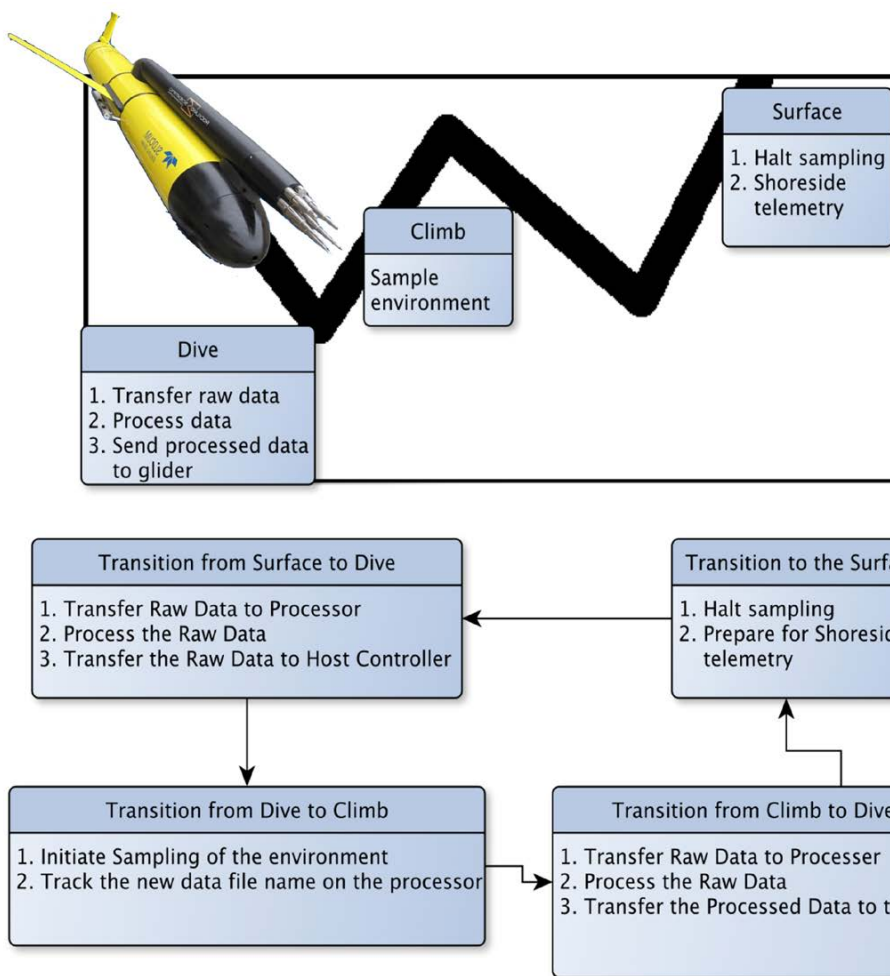 SLOCUM
Surface
1. Halt sampling
2. Shoreside
telemetry
Climb
Sample
environment
Dive
1. Transfer raw data
2. Process data
3. Send processed data
to glider
Transition from Surface to Dive
1. Transfer Raw Data to Processor
2. Process the Raw Data
3. Transfer the Raw Data to Host Controller
Transition to the Surfa
1. Halt sampling
2. Prepare for Shoresid
telemetry
Transition from Dive to Climb
1. Initiate Sampling of the environment
2. Track the new data file name on the processor
Transition from Climb to Dive
1. Transfer Raw Data to Processer
2. Process the Raw Data
3. Transfer the Processed Data to t